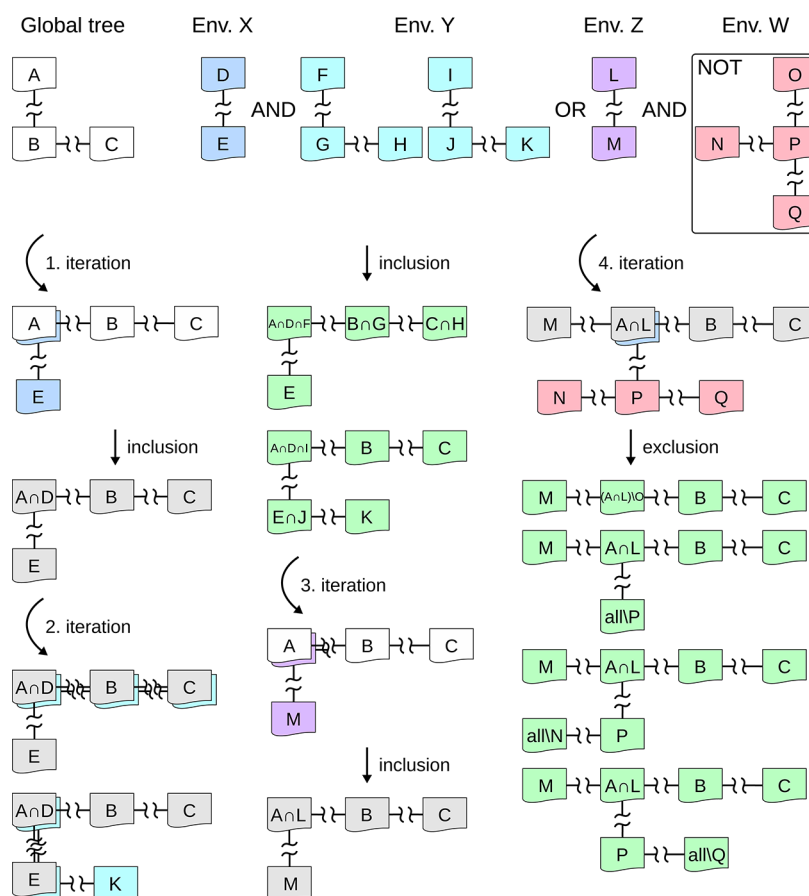 Global tree
Env. X
Env. Y
Env. Z
Env. W
A
B
C
D
E
AND
F
G
H
I
J
K
OR
L
M
AND
NOT
O
N
P
Q
1. iteration
A
B
C
E
inclusion
A∩D
B
C
E
2. iteration
A∩D
B
C
E
A∩D
B
C
E
K
inclusion
A∩D∩F
B∩G
C∩H
E
A∩D∩I
B
C
E∩J
K
3. iteration
A
B
C
M
inclusion
A∩L
B
C
M
4. iteration
M
A∩L
B
C
N
P
Q
exclusion
M
(A∩L)\O
B
C
M
A∩L
B
C
all\P
M
A∩L
B
C
all\N
P
M
A∩L
B
C
P
all\Q